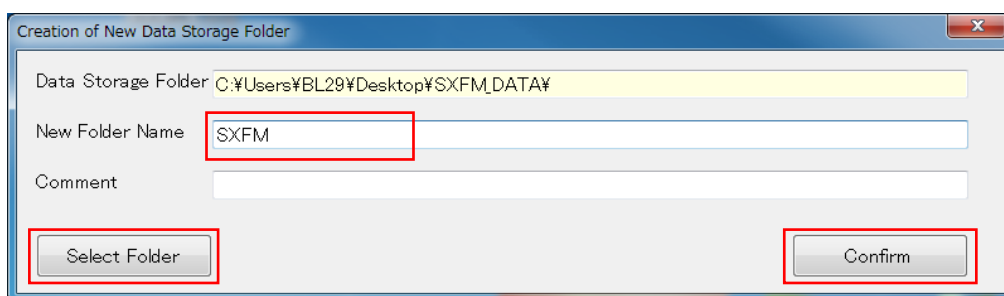 Creation of New Data Storage Folder
Data Storage Folder C:¥Users¥BL29¥Desktop¥SXFM_DATA¥
New Folder Name SXFM
Comment
Select Folder Confirm